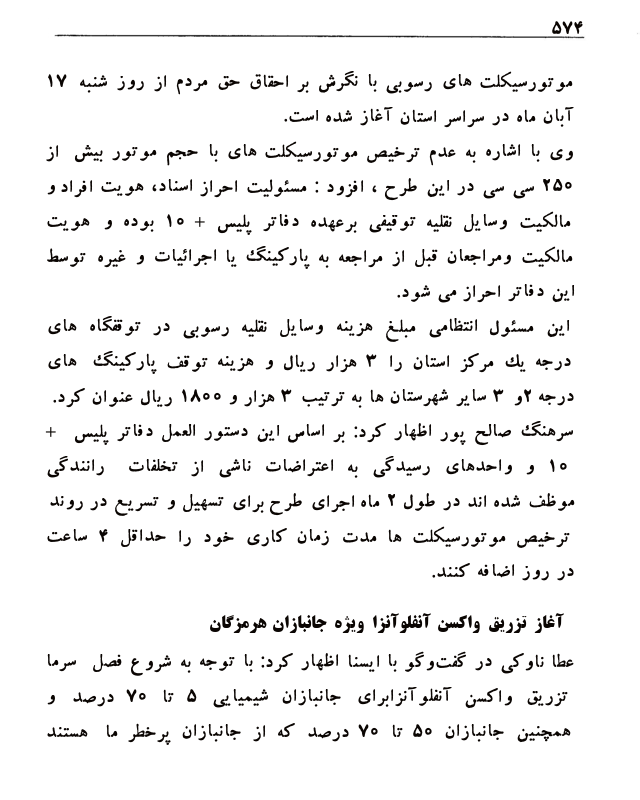 ۵۷۴
موتورسیکلت های رسوبی با نگرش بر احقاق حق مردم از روز شنبه ۱۷
آبان ماه در سراسر استان آغاز شده است.
وی با اشاره به عدم ترخیص موتورسیکلت های با حجم موتور بیش از
۲۵۰ سی سی در این طرح ، افزود : مسئولیت احراز اسناد، هویت افراد و
مالکیت وسایل نقلیه توقیفی برعهده دفاتر پلیس + ۱۰ بوده و هویت
مالکیت ومراجعان قبل از مراجعه به پارکینگ یا اجرائیات و غیره توسط
این دفاتر احراز می شود.
این مسئول انتظامی مبلغ هزینه وسایل نقلیه رسوبی در توقفگاه های
درجه یك مرکز استان را ۳ هزار ریال و هزینه توقف پارکینگ های
درجه ۲و ۳ سایر شهرستان ها به ترتیب ۳ هزار و ۱۸۰۰ ریال عنوان کرد.
سرهنگ صالح پور اظهار کرد: بر اساس این دستور العمل دفاتر پلیس +
۱۰ و واحدهای رسیدگی به اعتراضات ناشی از تخلفات رانندگی
موظف شده اند در طول ۲ ماه اجرای طرح برای تسهیل و تسریع در روند
ترخیص موتورسیکلت ها مدت زمان کاری خود را حداقل ۴ ساعت
در روز اضافه کنند.
آغاز تزریق واکسن آنفلوآنزا ویژه جانبازان هرمزگان
عطا ناوکی در گفت‌وگو با ایسنا اظهار کرد: با توجه به شروع فصل سرما
تزریق واکسن آنفلوآنزابرای جانبازان شیمیایی ۵ تا ۷۰ درصد و
همچنین جانبازان ۵۰ تا ۷۰ درصد که از جانبازان پرخطر ما هستند